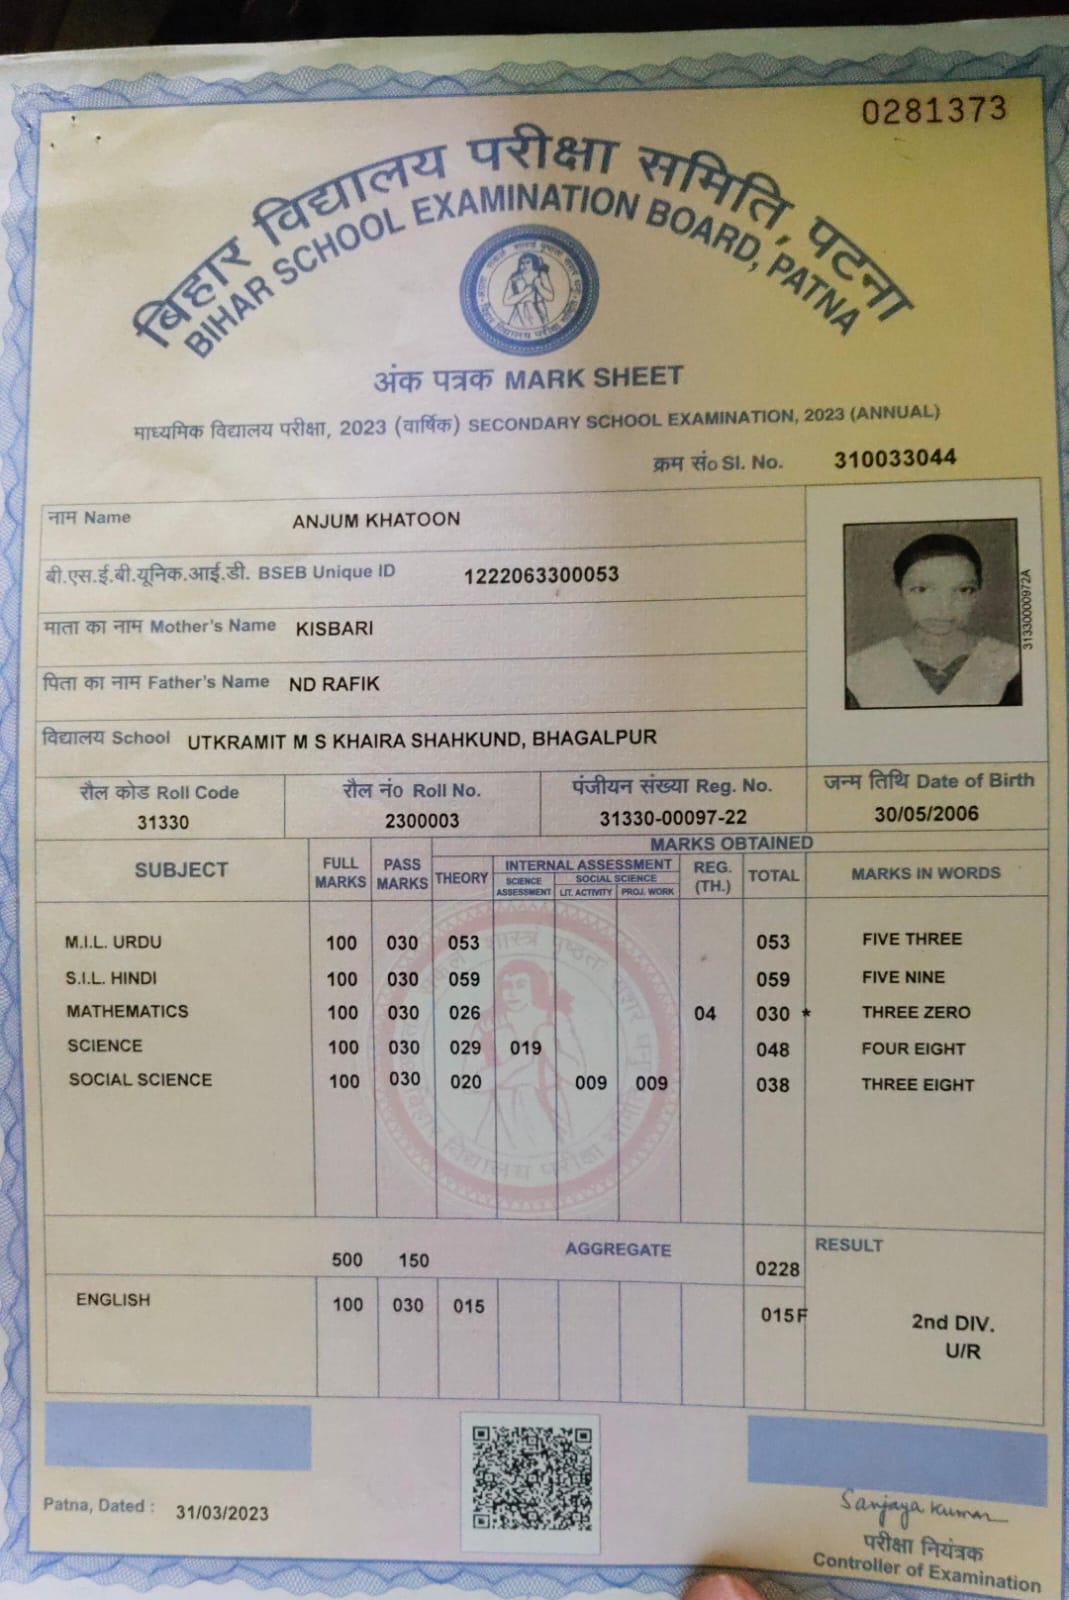 0281373
बिहार विद्यालय परीक्षा समिति, पटना
BIHAR SCHOOL EXAMINATION BOARD, PATNA
अंक पत्रक MARK SHEET
माध्यमिक विद्यालय परीक्षा, 2023 (वार्षिक) SECONDARY SCHOOL EXAMINATION, 2023 (ANNUAL)
क्रम सं० Sl. No. 310033044
नाम Name ANJUM KHATOON
बी.एस.ई.बी.यूनिक.आई.डी. BSEB Unique ID 1222063300053
माता का नाम Mother's Name KISBARI
पिता का नाम Father's Name ND RAFIK
विद्यालय School UTKRAMIT M S KHAIRA SHAHKUND, BHAGALPUR
31330000972A
रौल कोड Roll Code रौल नं० Roll No. पंजीयन संख्या Reg. No. जन्म तिथि Date of Birth
31330 2300003 31330-00097-22 30/05/2006
MARKS OBTAINED
SUBJECT FULL MARKS PASS MARKS THEORY INTERNAL ASSESSMENT REG. (TH.) TOTAL MARKS IN WORDS
SCIENCE ASSESSMENT SOCIAL SCIENCE
LIT. ACTIVITY PROJ. WORK
M.I.L. URDU 100 030 053 053 FIVE THREE
S.I.L. HINDI 100 030 059 059 FIVE NINE
MATHEMATICS 100 030 026 04 030 * THREE ZERO
SCIENCE 100 030 029 019 048 FOUR EIGHT
SOCIAL SCIENCE 100 030 020 009 009 038 THREE EIGHT
500 150 AGGREGATE 0228 RESULT
ENGLISH 100 030 015 015F
2nd DIV.
U/R
Patna, Dated : 31/03/2023
Sanjaya Kumar
परीक्षा नियंत्रक
Controller of Examination